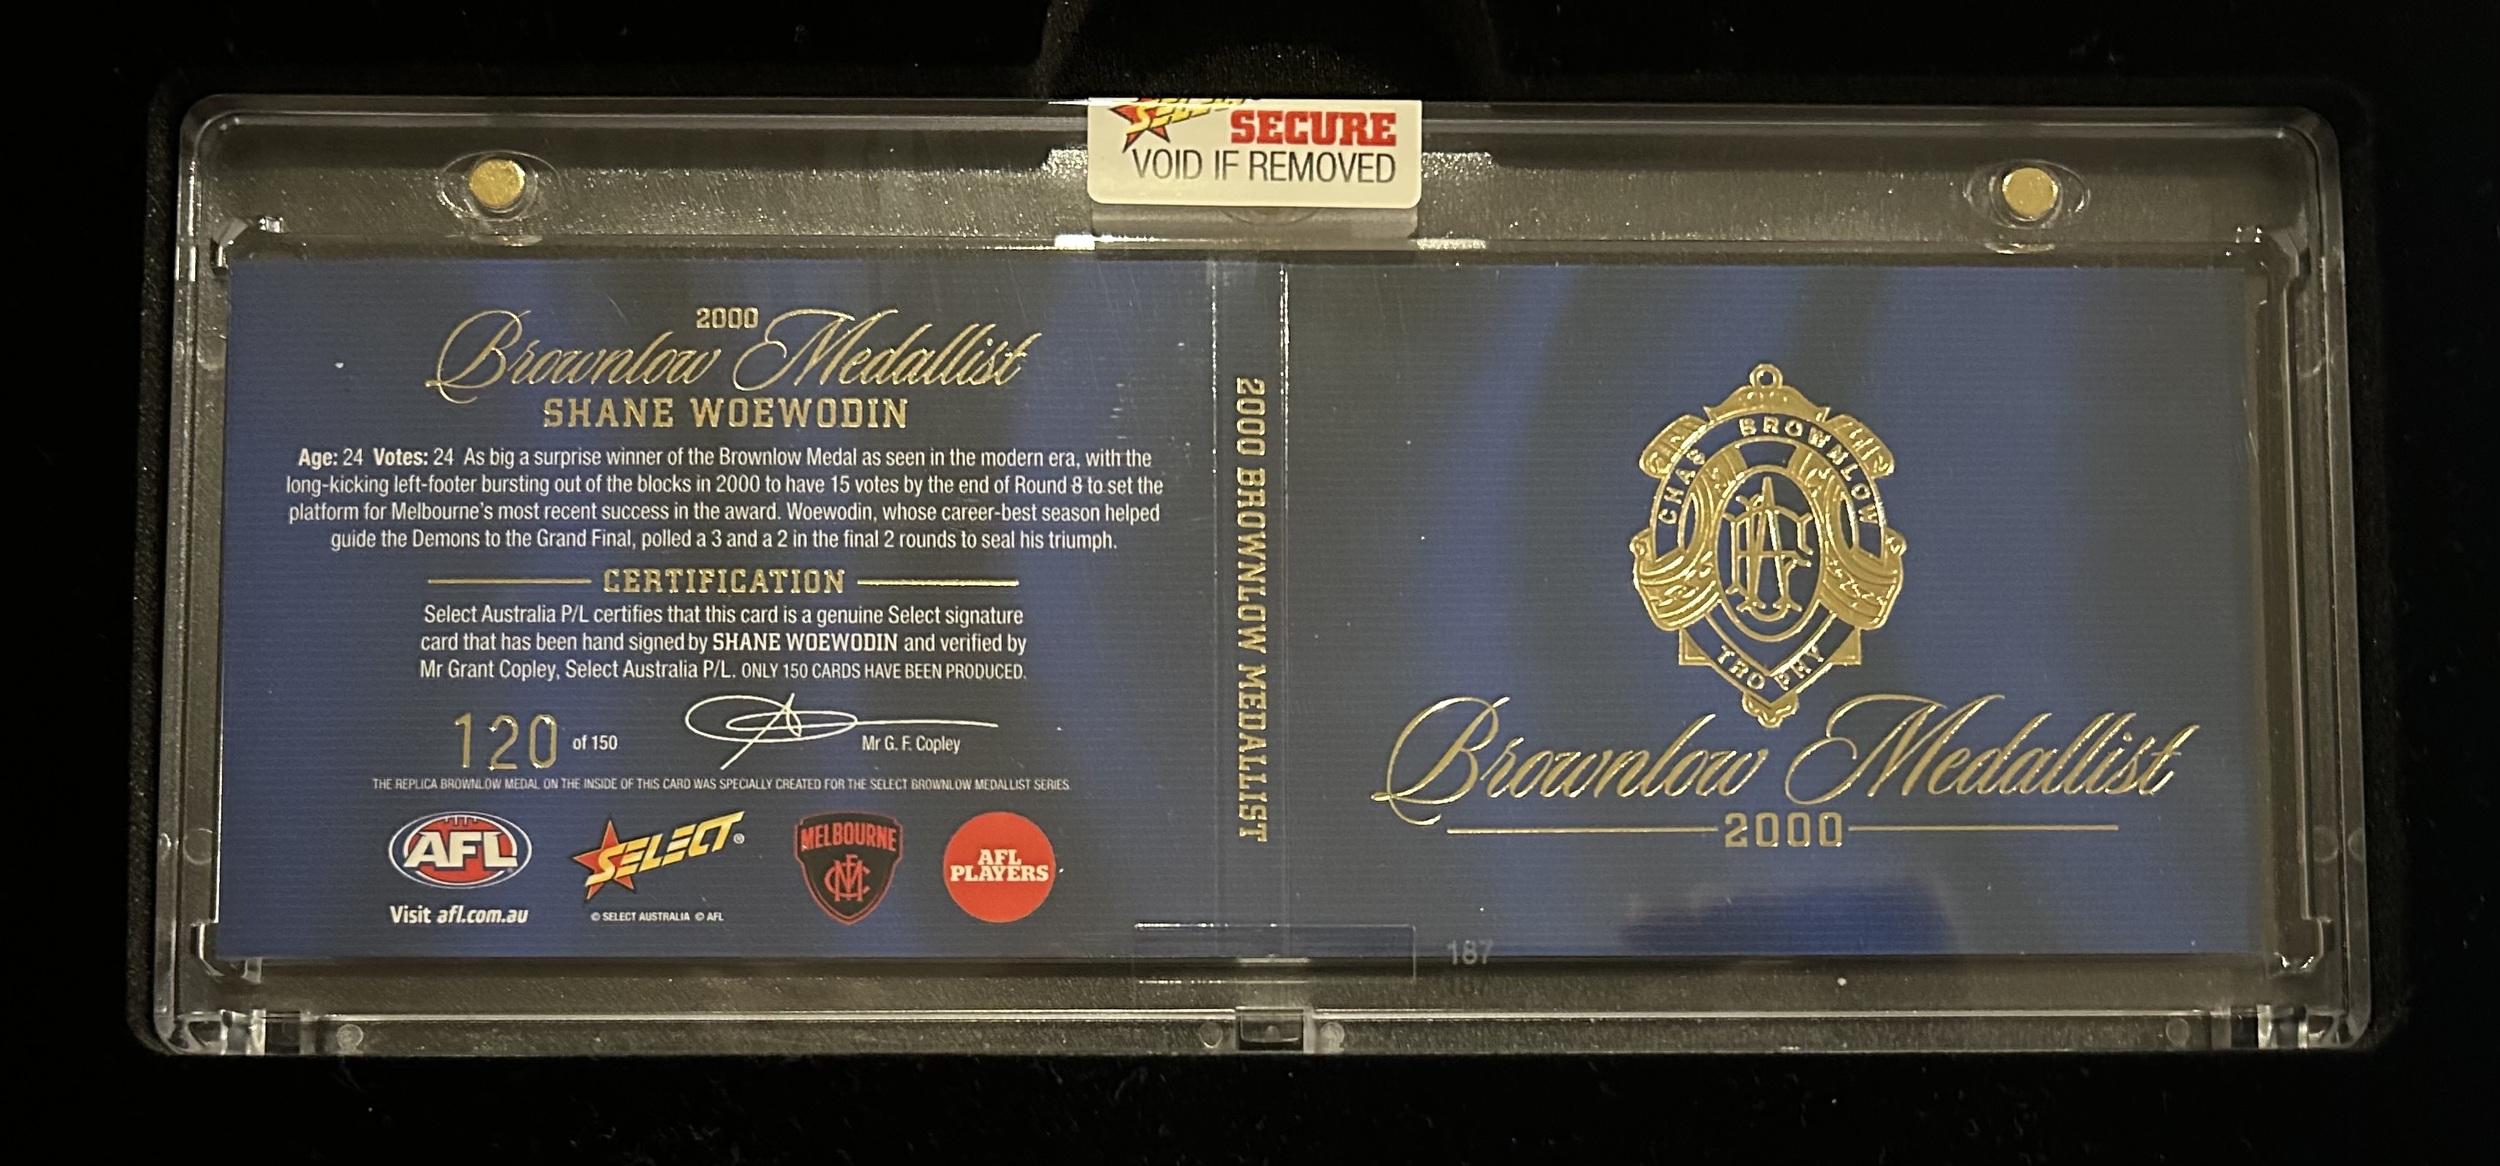 SELECT
SECURE
VOID IF REMOVED
2000
Brownlow Medallist
SHANE WOEWODIN
Age: 24 Votes: 24 As big a surprise winner of the Brownlow Medal as seen in the modern era, with the
long-kicking left-footer bursting out of the blocks in 2000 to have 15 votes by the end of Round 8 to set the
platform for Melbourne's most recent success in the award. Woewodin, whose career-best season helped
guide the Demons to the Grand Final, polled a 3 and a 2 in the final 2 rounds to seal his triumph.
CERTIFICATION
Select Australia P/L certifies that this card is a genuine Select signature
card that has been hand signed by SHANE WOEWODIN and verified by
Mr Grant Copley, Select Australia P/L. ONLY 150 CARDS HAVE BEEN PRODUCED.
120 of 150
Mr G. F. Copley
THE REPLICA BROWNLOW MEDAL ON THE INSIDE OF THIS CARD WAS SPECIALLY CREATED FOR THE SELECT BROWNLOW MEDALLIST SERIES.
AFL
Visit afl.com.au
SELECT®
© SELECT AUSTRALIA © AFL
MELBOURNE
MFC
AFL
PLAYERS
2000 BROWNLOW MEDALLIST
CHAS BROWNLOW
TROPHY
Brownlow Medallist
2000
187